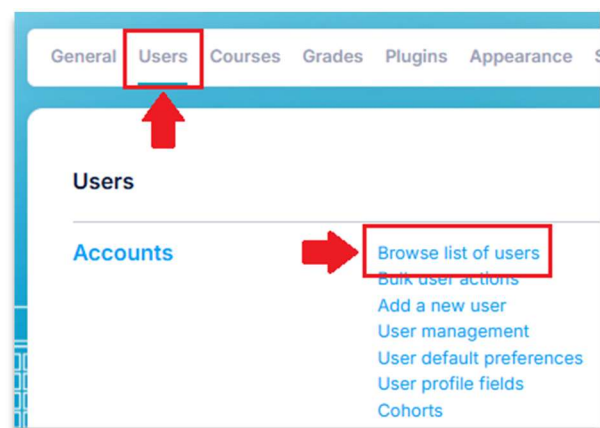 General Users Courses Grades Plugins Appearance S
Users
Accounts
Browse list of users
Bulk user actions
Add a new user
User management
User default preferences
User profile fields
Cohorts